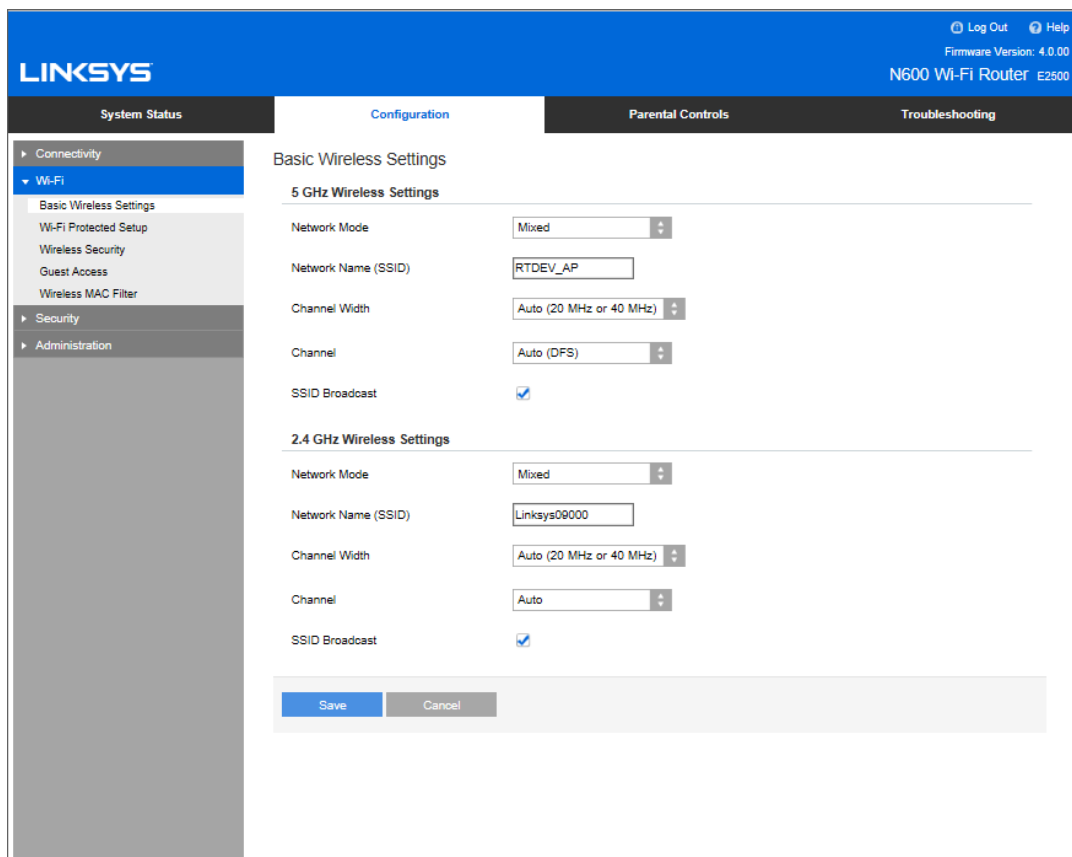 Log Out Help
Firmware Version: 4.0.00
LINKSYS
N600 Wi-Fi Router E2500
System Status Configuration Parental Controls Troubleshooting
Connectivity
Wi-Fi
Basic Wireless Settings
Wi-Fi Protected Setup
Wireless Security
Guest Access
Wireless MAC Filter
Security
Administration
Basic Wireless Settings
5 GHz Wireless Settings
Network Mode Mixed
Network Name (SSID) RTDEV_AP
Channel Width Auto (20 MHz or 40 MHz)
Channel Auto (DFS)
SSID Broadcast
2.4 GHz Wireless Settings
Network Mode Mixed
Network Name (SSID) Linksys09000
Channel Width Auto (20 MHz or 40 MHz)
Channel Auto
SSID Broadcast
Save Cancel